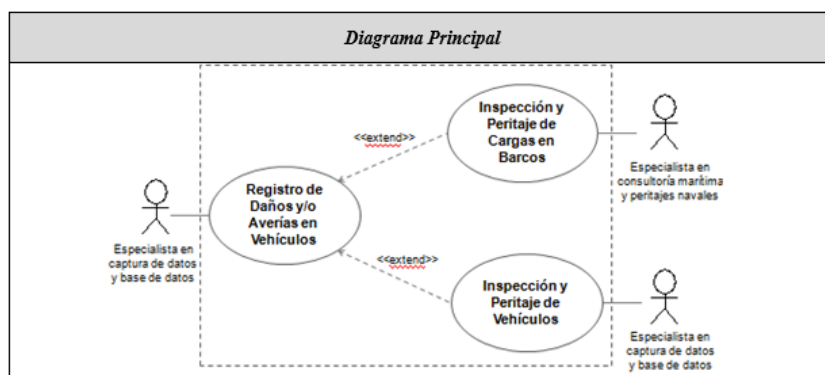 Diagrama Principal
Inspección y
Peritaje de
Cargas en
Barcos
<<extend>>
Especialista en
consultoría marítima
y peritajes navales
Registro de
Daños y/o
Averías en
Vehículos
Especialista en
captura de datos
y base de datos
<<extend>>
Inspección y
Peritaje de
Vehículos
Especialista en
captura de datos
y base de datos